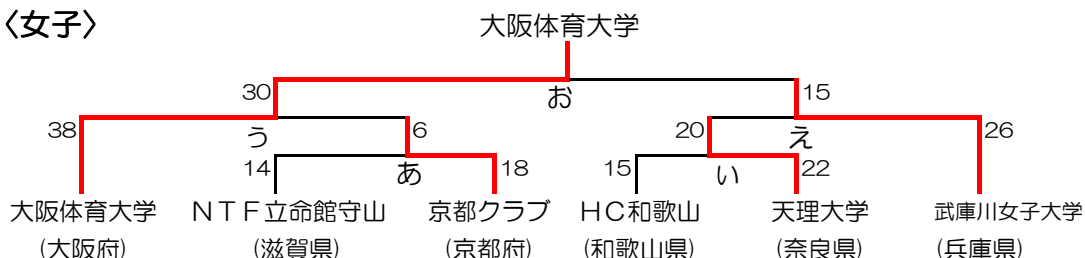 〈女子〉
大阪体育大学
30 お 15
38 う 6 20 え 26
14 あ 18 15 い 22
大阪体育大学 NTF立命館守山 京都クラブ HC和歌山 天理大学 武庫川女子大学
(大阪府) (滋賀県) (京都府) (和歌山県) (奈良県) (兵庫県)